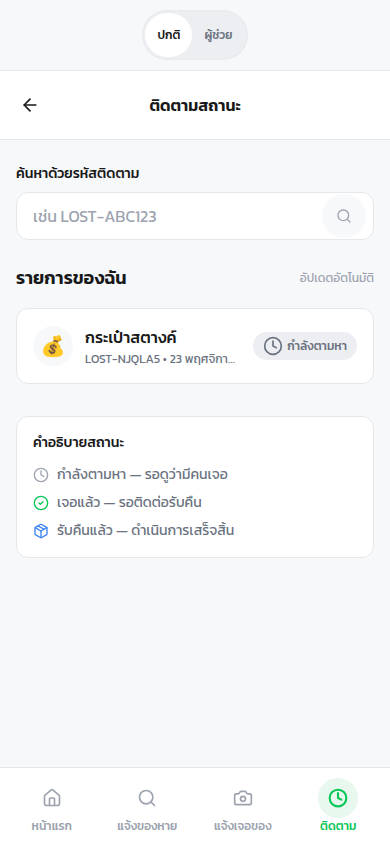 ปกติ ผู้ช่วย
ติดตามสถานะ
ค้นหาด้วยรหัสติดตาม
เช่น LOST-ABC123
รายการของฉัน อัปเดตอัตโนมัติ
กระเป๋าสตางค์
LOST-NJQLA5 • 23 พฤศจิกา...
กำลังตามหา
คำอธิบายสถานะ
กำลังตามหา — รอดูว่ามีคนเจอ
เจอแล้ว — รอติดต่อรับคืน
รับคืนแล้ว — ดำเนินการเสร็จสิ้น
หน้าแรก แจ้งของหาย แจ้งเจอของ ติดตาม